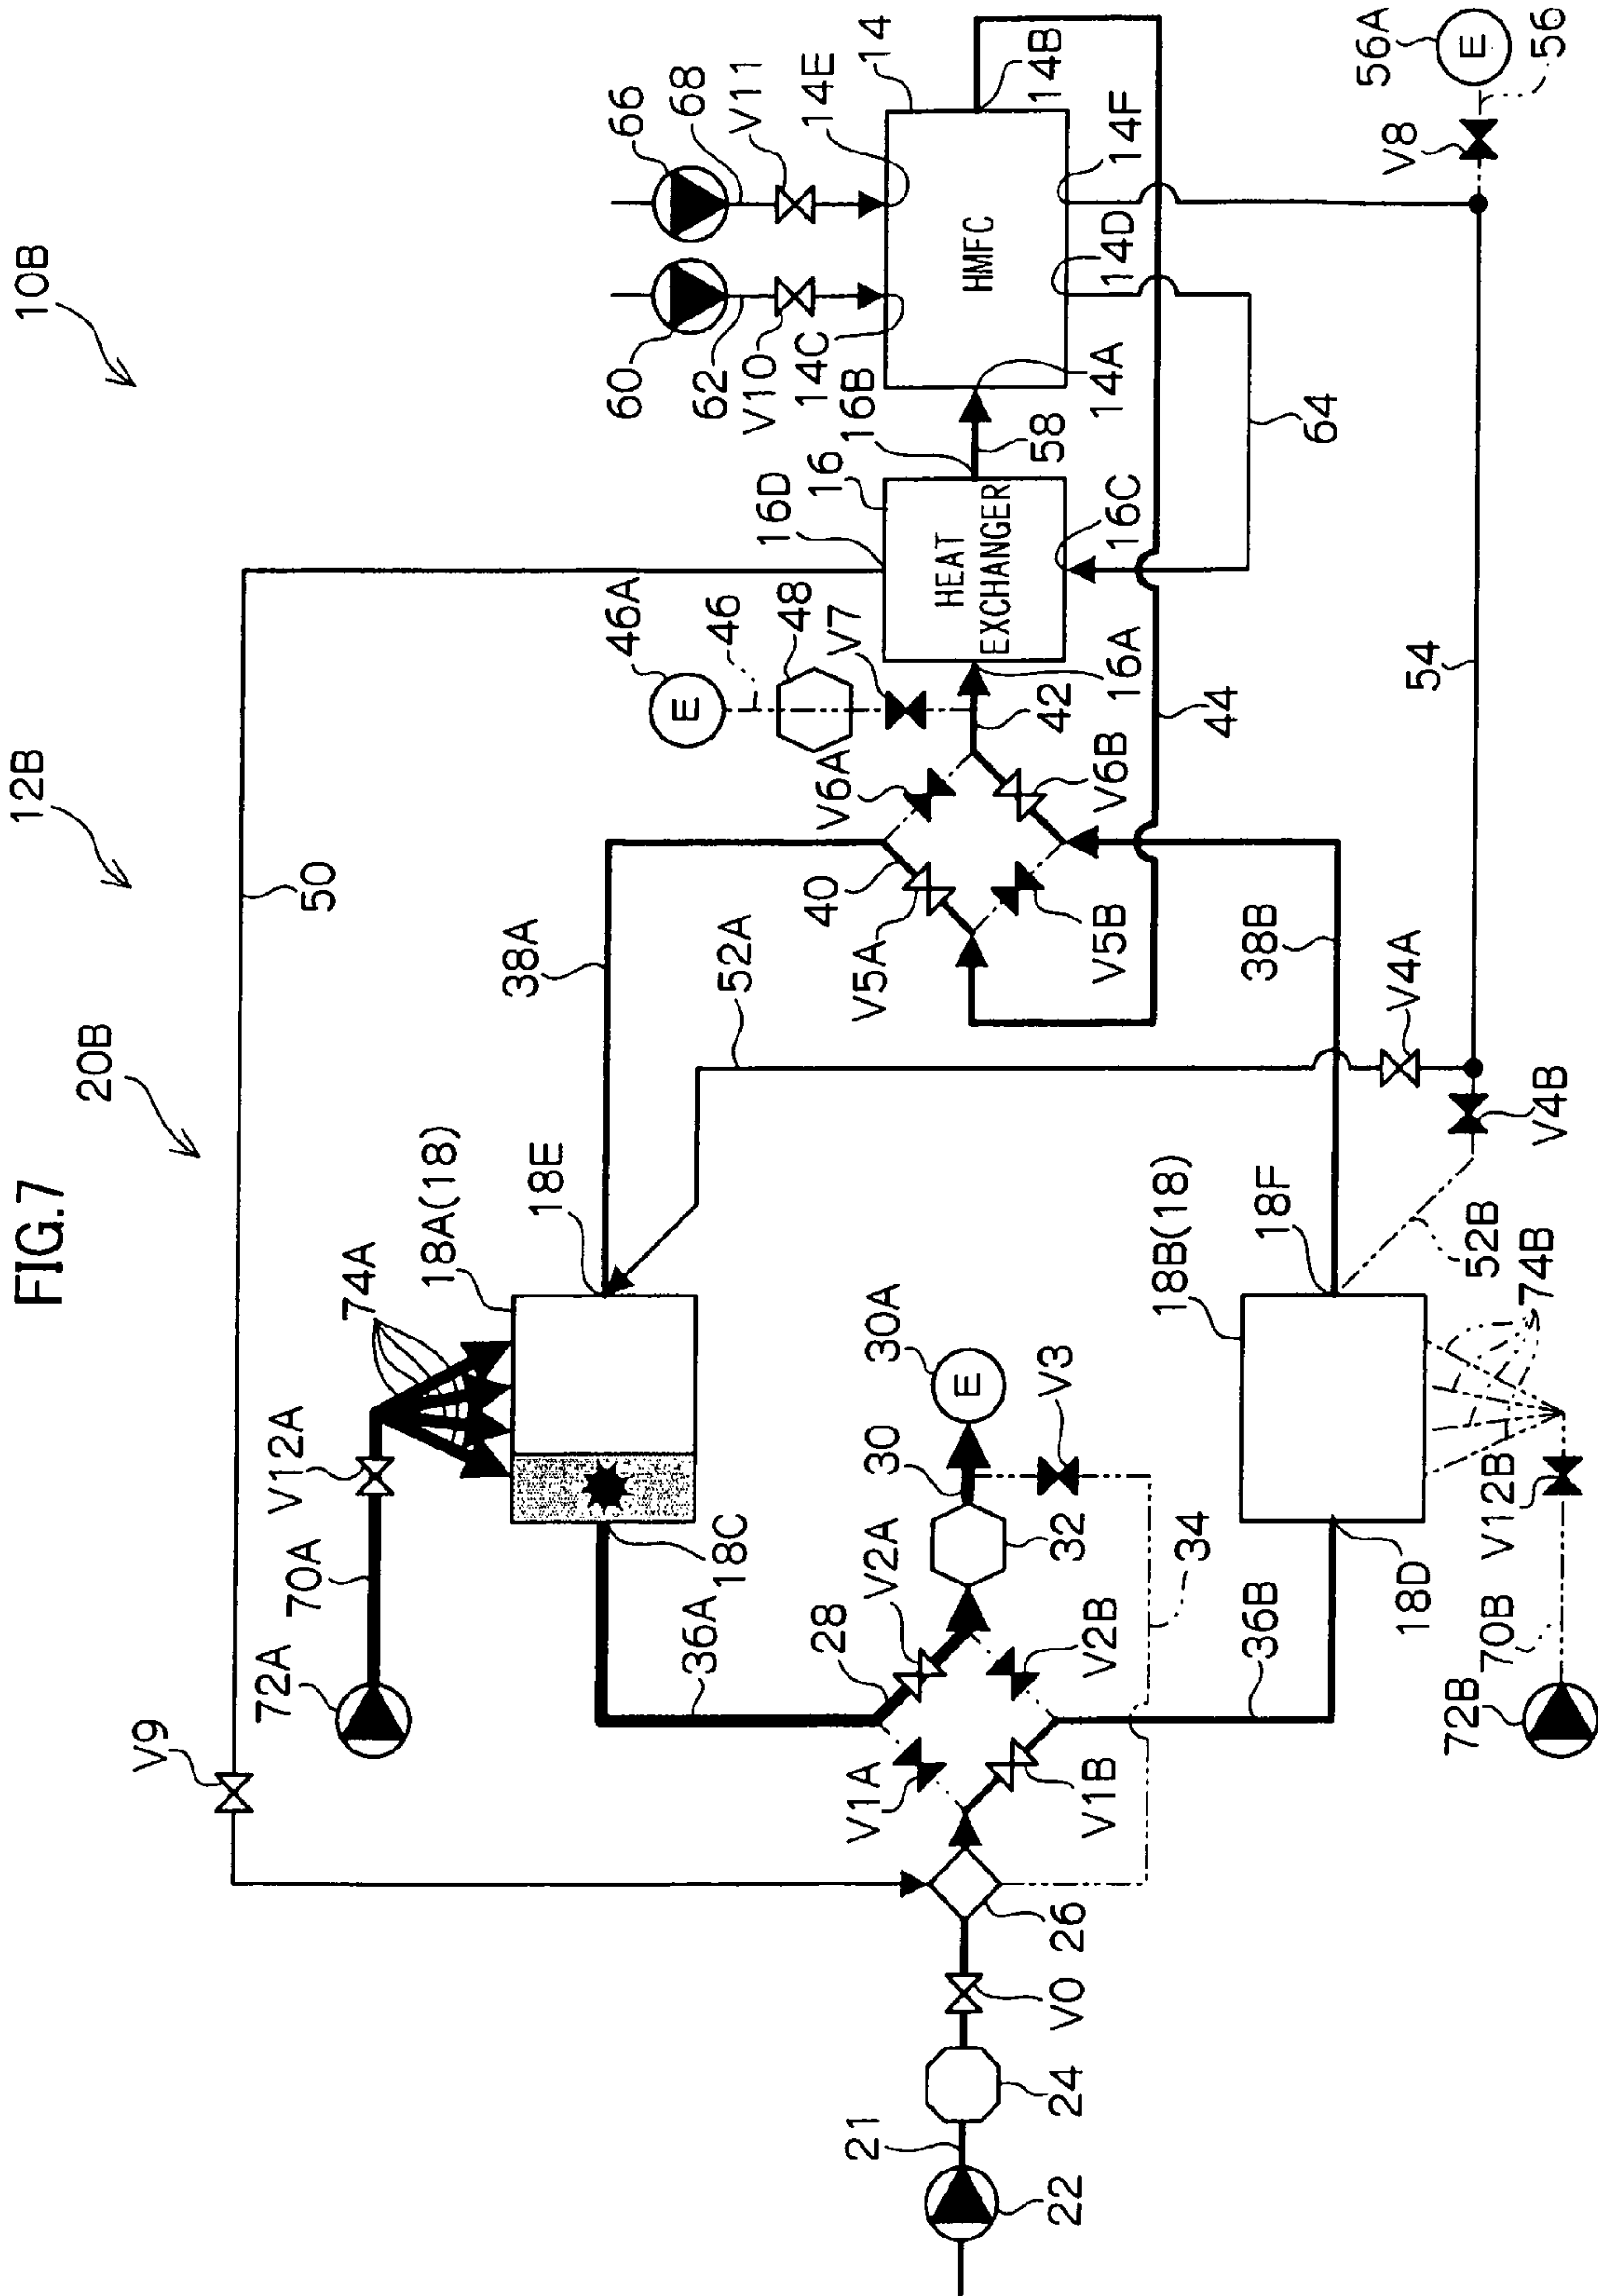 FIG.7
10B
12B
20B
50
V9
72A
70A
V12A
74A
18A(18)
18E
18C
38A
52A
36A
28
V2A
V1A
V1B
V2B
36B
30
30A
32
V3
34
E
21
22
24
V0
26
40
V5A
V5B
V6A
V6B
42
44
46A
46
48
V7
E
16D
16
16B
16A
16C
HEAT
EXCHANGER
58
60
62
V10
14C
66
68
V11
14E
14
14B
14F
14D
14A
HMFC
64
54
56A
56
V8
E
38B
V4A
V4B
18B(18)
18F
52B
74B
18D
70B
V12B
72B